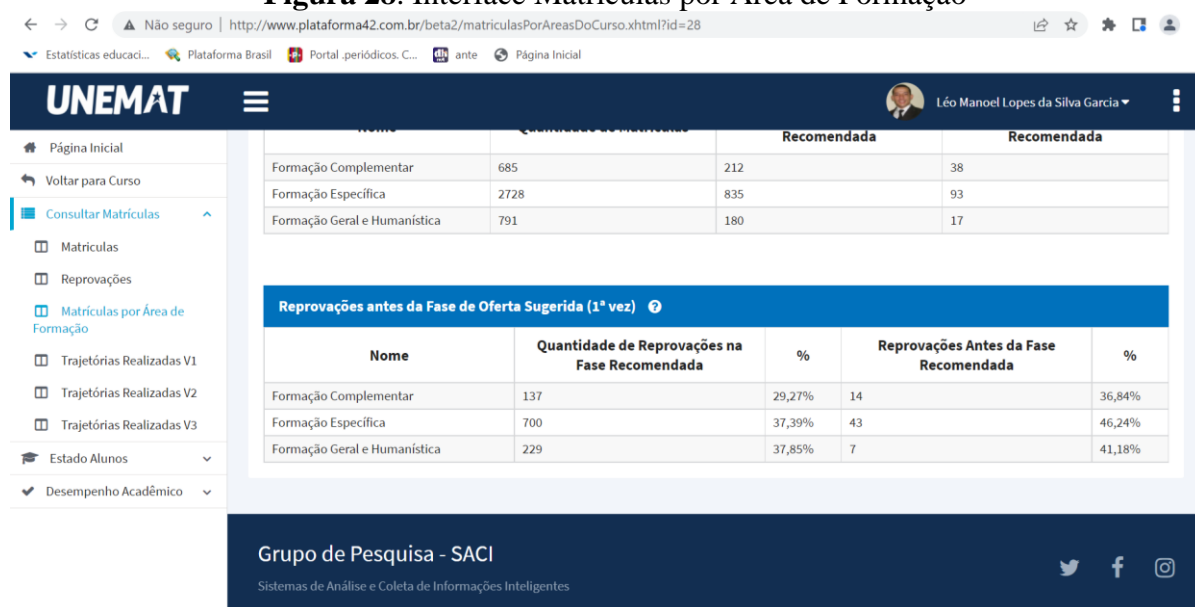 Figura 28: Interface Matrículas por Área de Formação
Não seguro | http://www.plataforma42.com.br/beta2/matriculasPorAreasDoCurso.xhtml?id=28
Estatísticas educaci... Plataforma Brasil Portal .periódicos. C... ante Página Inicial
UNEMAT Léo Manoel Lopes da Silva Garcia
Página Inicial
Voltar para Curso
Consultar Matrículas
Matriculas
Reprovações
Matrículas por Área de
Formação
Trajetórias Realizadas V1
Trajetórias Realizadas V2
Trajetórias Realizadas V3
Estado Alunos
Desempenho Acadêmico
Nome Quantidade de Matrículas Recomendada Recomendada
Formação Complementar 685 212 38
Formação Específica 2728 835 93
Formação Geral e Humanística 791 180 17
Reprovações antes da Fase de Oferta Sugerida (1ª vez) ?
Nome Quantidade de Reprovações na % Reprovações Antes da Fase %
Fase Recomendada Recomendada
Formação Complementar 137 29,27% 14 36,84%
Formação Específica 700 37,39% 43 46,24%
Formação Geral e Humanística 229 37,85% 7 41,18%
Grupo de Pesquisa - SACI
Sistemas de Análise e Coleta de Informações Inteligentes